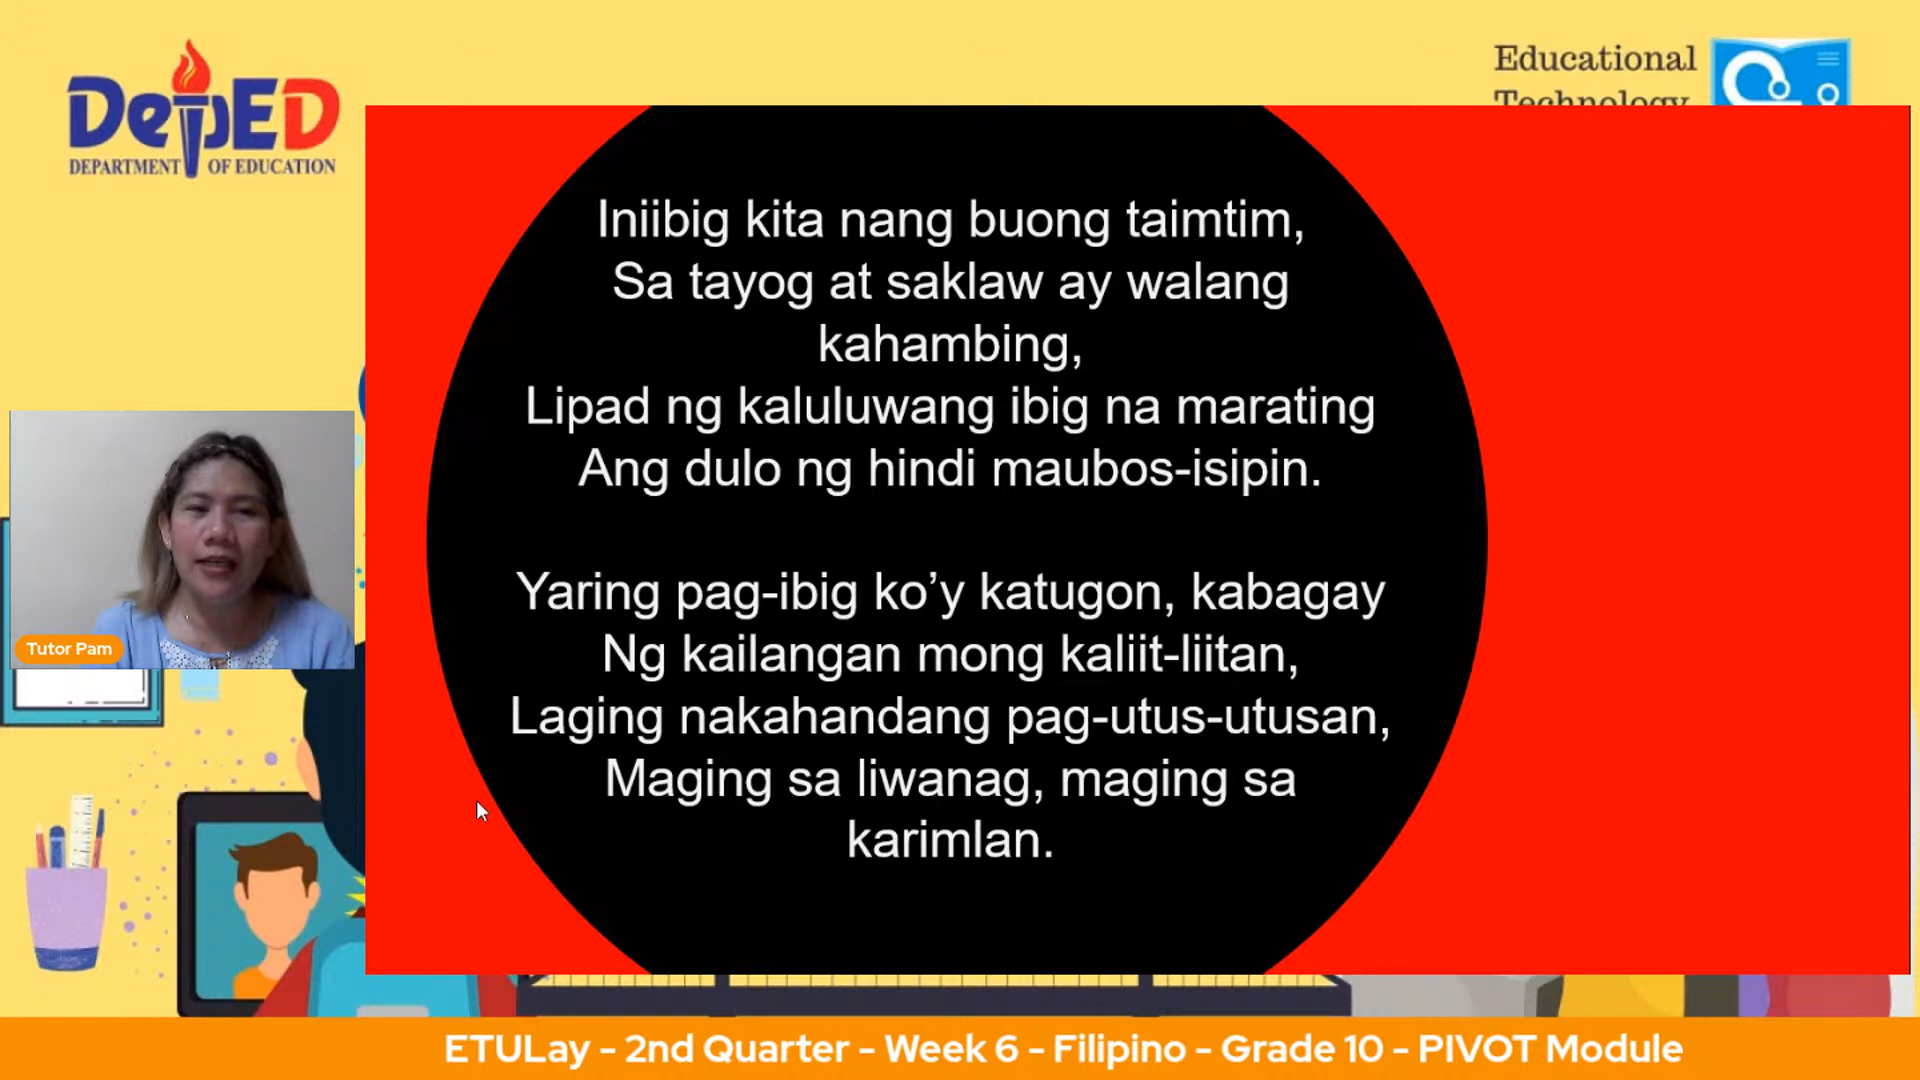 DepED
DEPARTMENT OF EDUCATION
Educational
Technology
Iniibig kita nang buong taimtim,
Sa tayog at saklaw ay walang
kahambing,
Lipad ng kaluluwang ibig na marating
Ang dulo ng hindi maubos-isipin.
Yaring pag-ibig ko’y katugon, kabagay
Ng kailangan mong kaliit-liitan,
Laging nakahandang pag-utus-utusan,
Maging sa liwanag, maging sa
karimlan.
Tutor Pam
ETULay - 2nd Quarter - Week 6 - Filipino - Grade 10 - PIVOT Module